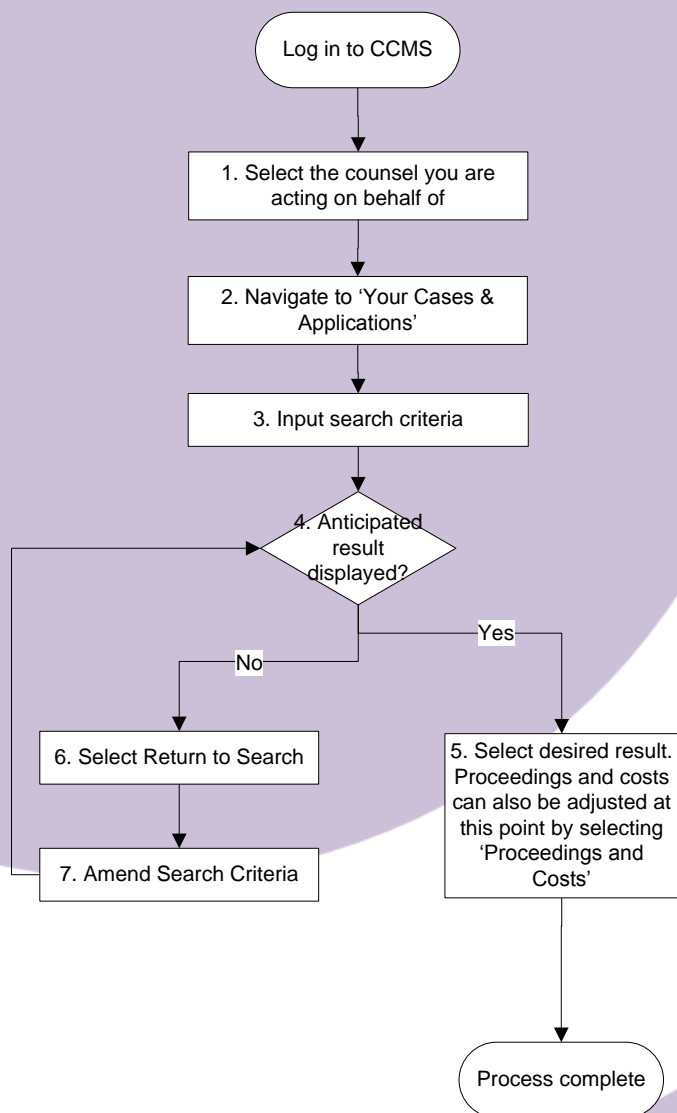 Log in to CCMS
1. Select the counsel you are
acting on behalf of
2. Navigate to ‘Your Cases &
Applications’
3. Input search criteria
4. Anticipated
result
displayed?
Yes
No
6. Select Return to Search
7. Amend Search Criteria
5. Select desired result.
Proceedings and costs
can also be adjusted at
this point by selecting
‘Proceedings and
Costs’
Process complete